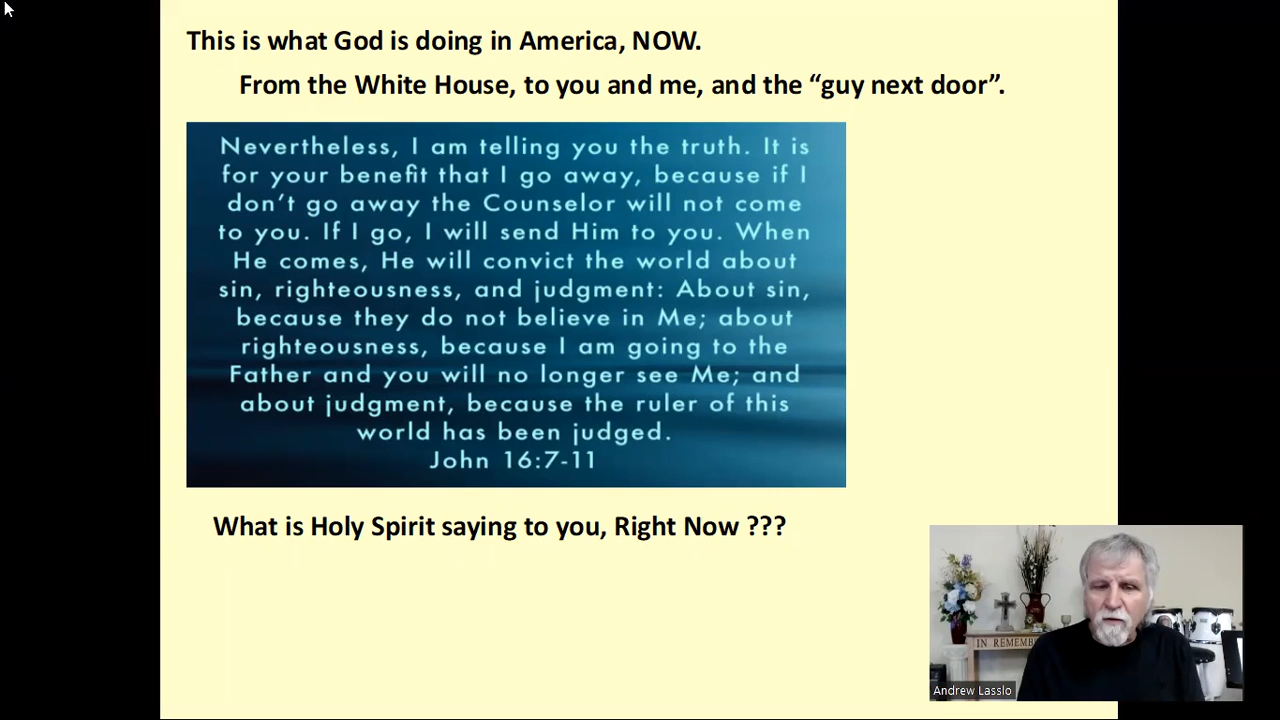 This is what God is doing in America, NOW.
From the White House, to you and me, and the “guy next door”.
Nevertheless, I am telling you the truth. It is
for your benefit that I go away, because if I
don’t go away the Counselor will not come
to you. If I go, I will send Him to you. When
He comes, He will convict the world about
sin, righteousness, and judgment: About sin,
because they do not believe in Me; about
righteousness, because I am going to the
Father and you will no longer see Me; and
about judgment, because the ruler of this
world has been judged.
John 16:7-11
What is Holy Spirit saying to you, Right Now ???
IN REMEMB
Andrew Lasslo